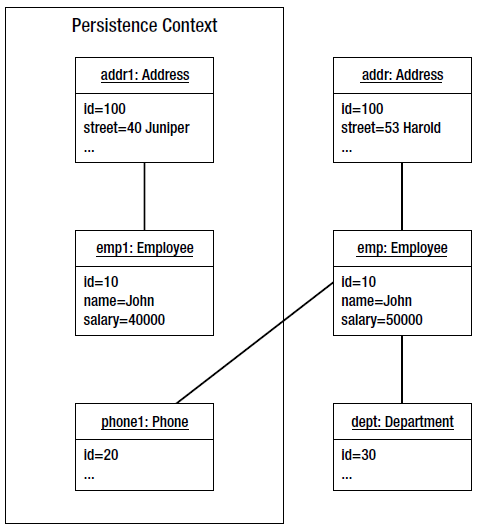 Persistence Context
addr1: Address
id=100
street=40 Juniper
...
emp1: Employee
id=10
name=John
salary=40000
phone1: Phone
id=20
...
addr: Address
id=100
street=53 Harold
...
emp: Employee
id=10
name=John
salary=50000
dept: Department
id=30
...